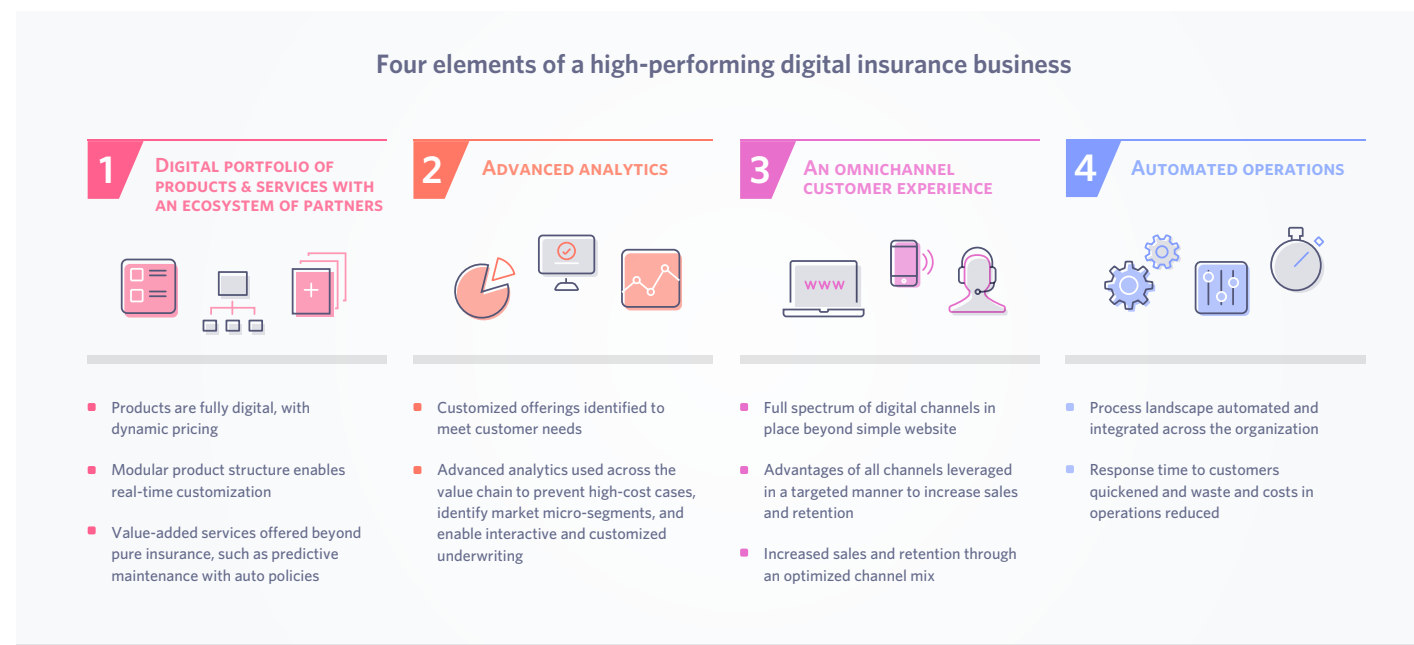 Four elements of a high-performing digital insurance business
1
DIGITAL PORTFOLIO OF
PRODUCTS & SERVICES WITH
AN ECOSYSTEM OF PARTNERS
Products are fully digital, with
dynamic pricing
Modular product structure enables
real-time customization
Value-added services offered beyond
pure insurance, such as predictive
maintenance with auto policies
2
ADVANCED ANALYTICS
Customized offerings identified to
meet customer needs
Advanced analytics used across the
value chain to prevent high-cost cases,
identify market micro-segments, and
enable interactive and customized
underwriting
3
AN OMNICHANNEL
CUSTOMER EXPERIENCE
www
Full spectrum of digital channels in
place beyond simple website
Advantages of all channels leveraged
in a targeted manner to increase sales
and retention
Increased sales and retention through
an optimized channel mix
4
AUTOMATED OPERATIONS
Process landscape automated and
integrated across the organization
Response time to customers
quickened and waste and costs in
operations reduced